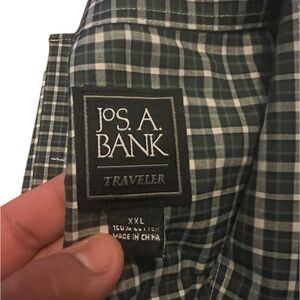 JOS. A.
BANK
TRAVELER
XXL
100% COTTON
MADE IN CHINA